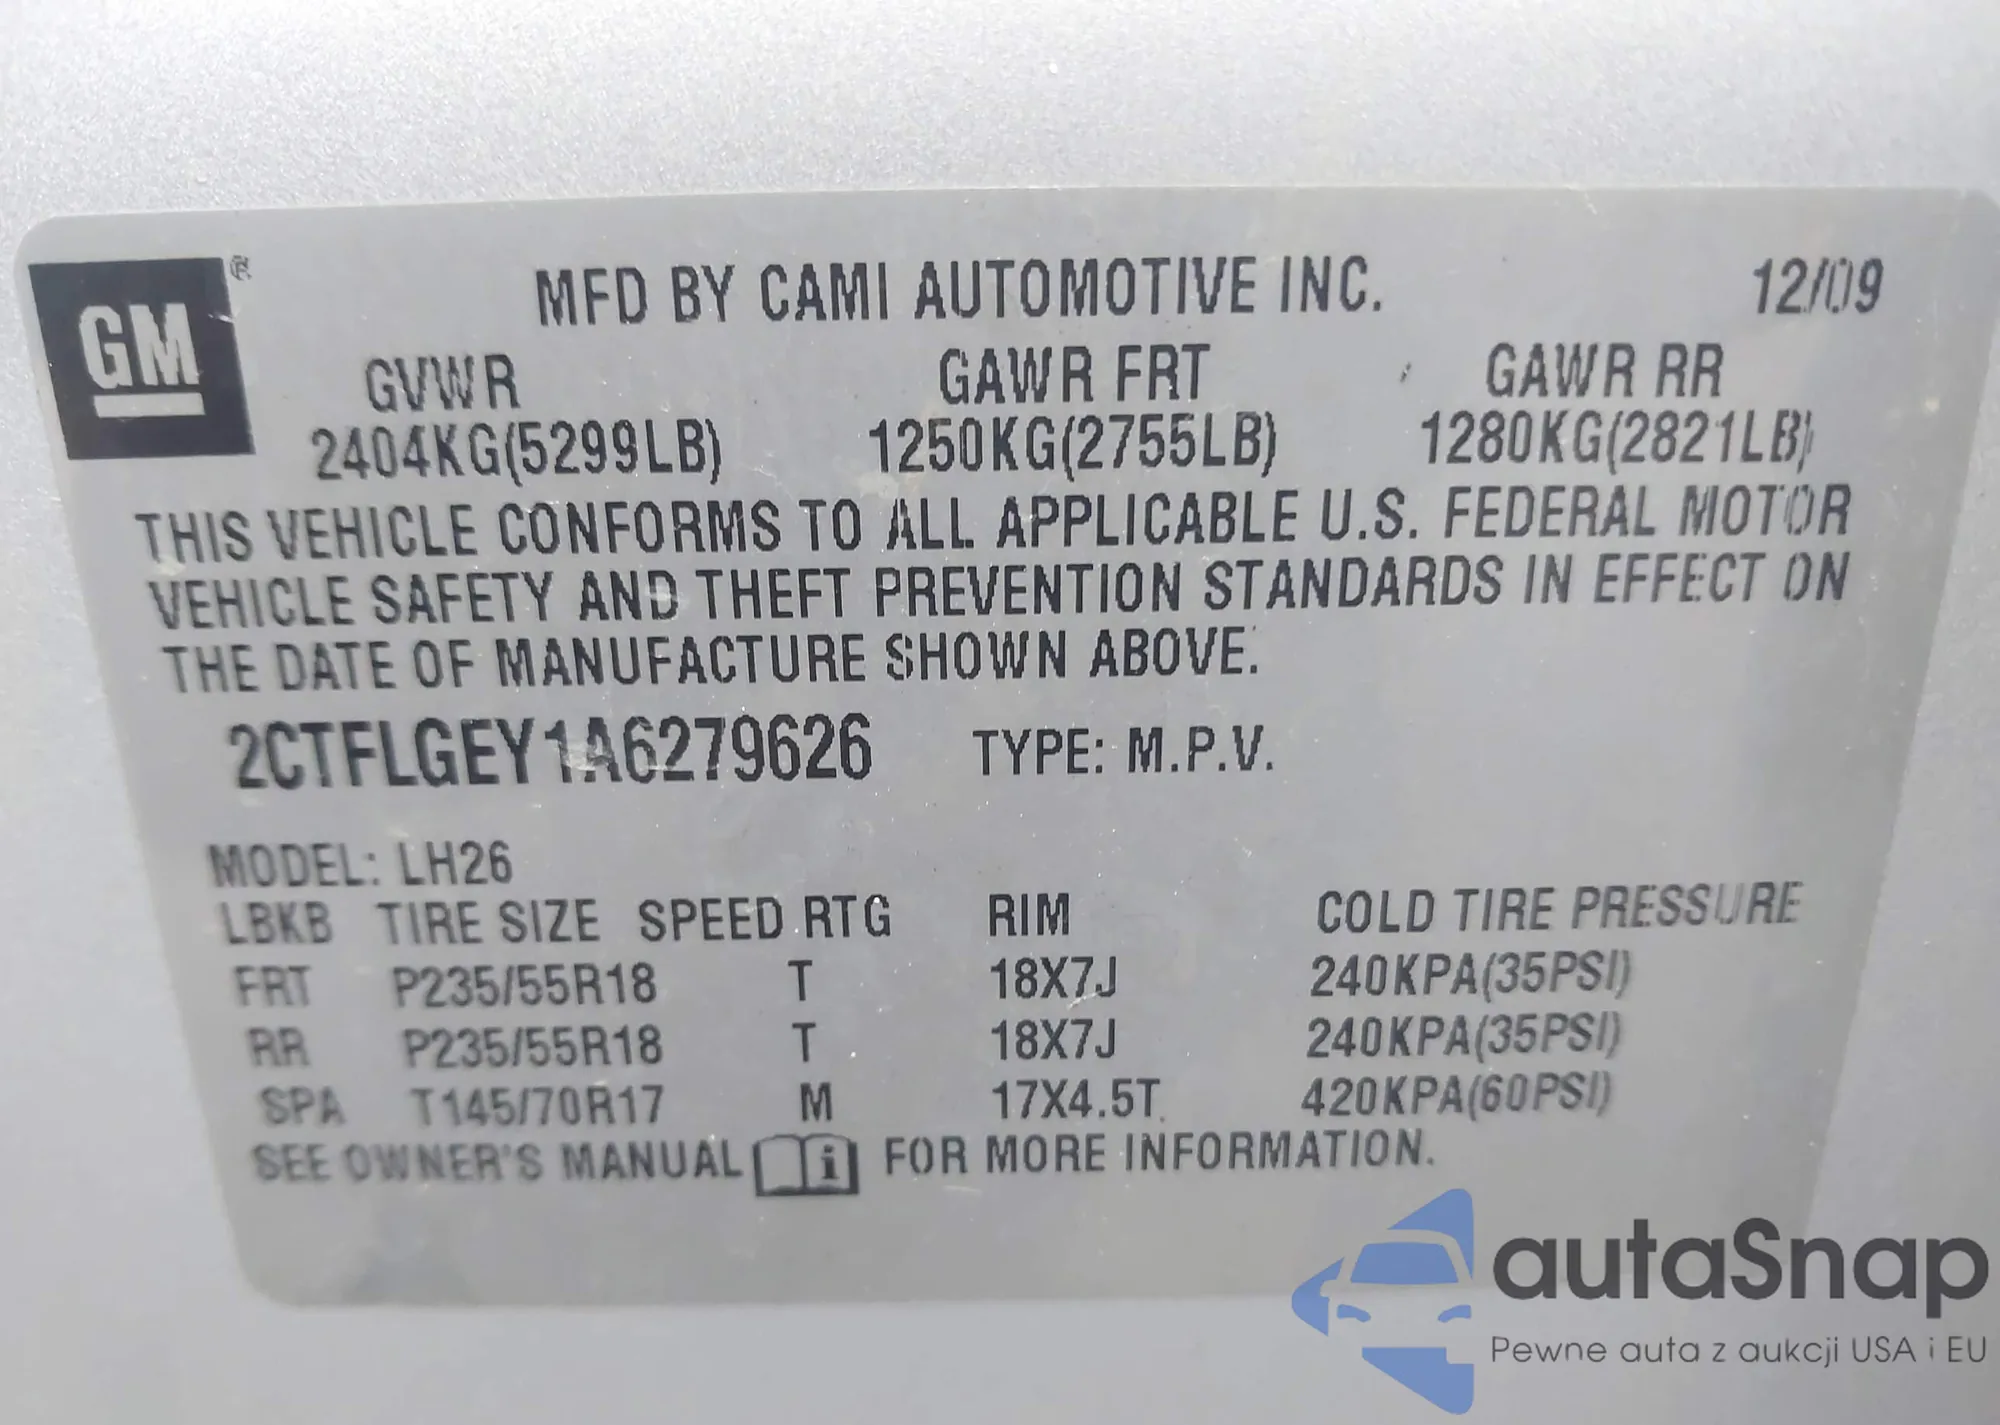 GM ®
MFD BY CAMI AUTOMOTIVE INC. 12/09
GVWR GAWR FRT GAWR RR
2404KG(5299LB) 1250KG(2755LB) 1280KG(2821LB)
THIS VEHICLE CONFORMS TO ALL APPLICABLE U.S. FEDERAL MOTOR
VEHICLE SAFETY AND THEFT PREVENTION STANDARDS IN EFFECT ON
THE DATE OF MANUFACTURE SHOWN ABOVE.
2CTFLGEY1A6279626 TYPE: M.P.V.
MODEL: LH26
LBKB TIRE SIZE SPEED RTG RIM COLD TIRE PRESSURE
FRT P235/55R18 T 18X7J 240KPA(35PSI)
RR P235/55R18 T 18X7J 240KPA(35PSI)
SPA T145/70R17 M 17X4.5T 420KPA(60PSI)
SEE OWNER'S MANUAL i FOR MORE INFORMATION.
autaSnap
Pewne auta z aukcji USA i EU